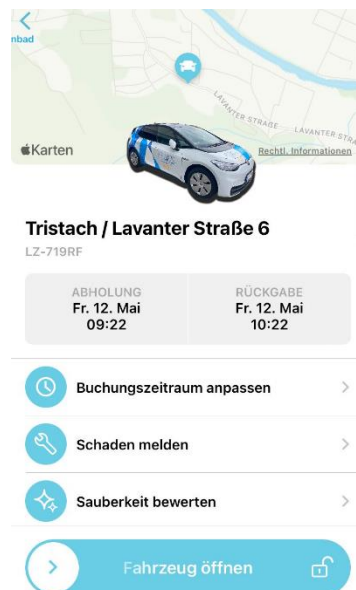 nbad
LAVANTER STRASSE
LAVANTER STRA
Karten
Rechtl. Informationen
Tristach / Lavanter Straße 6
LZ-719RF
ABHOLUNG
Fr. 12. Mai
09:22
RÜCKGABE
Fr. 12. Mai
10:22
Buchungszeitraum anpassen
Schaden melden
Sauberkeit bewerten
Fahrzeug öffnen